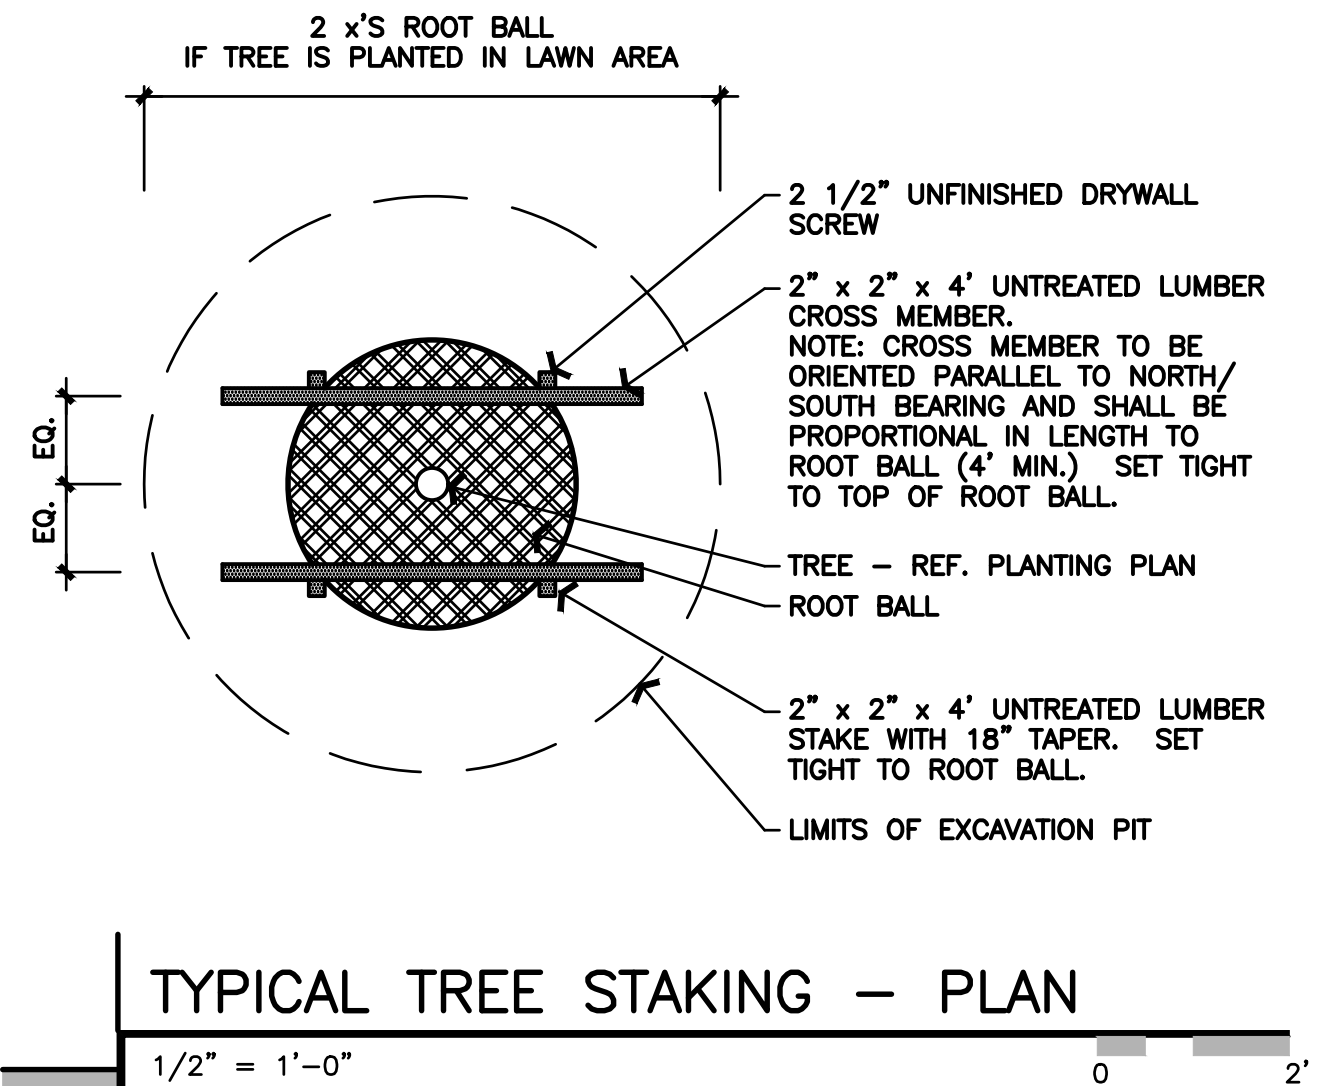 2 x'S ROOT BALL
IF TREE IS PLANTED IN LAWN AREA
2 1/2" UNFINISHED DRYWALL
SCREW
2" x 2" x 4' UNTREATED LUMBER
CROSS MEMBER.
NOTE: CROSS MEMBER TO BE
ORIENTED PARALLEL TO NORTH/
SOUTH BEARING AND SHALL BE
PROPORTIONAL IN LENGTH TO
ROOT BALL (4' MIN.) SET TIGHT
TO TOP OF ROOT BALL.
EQ.
EQ.
TREE – REF. PLANTING PLAN
ROOT BALL
2" x 2" x 4' UNTREATED LUMBER
STAKE WITH 18" TAPER. SET
TIGHT TO ROOT BALL.
LIMITS OF EXCAVATION PIT
TYPICAL TREE STAKING – PLAN
1/2" = 1'-0"
0 2'